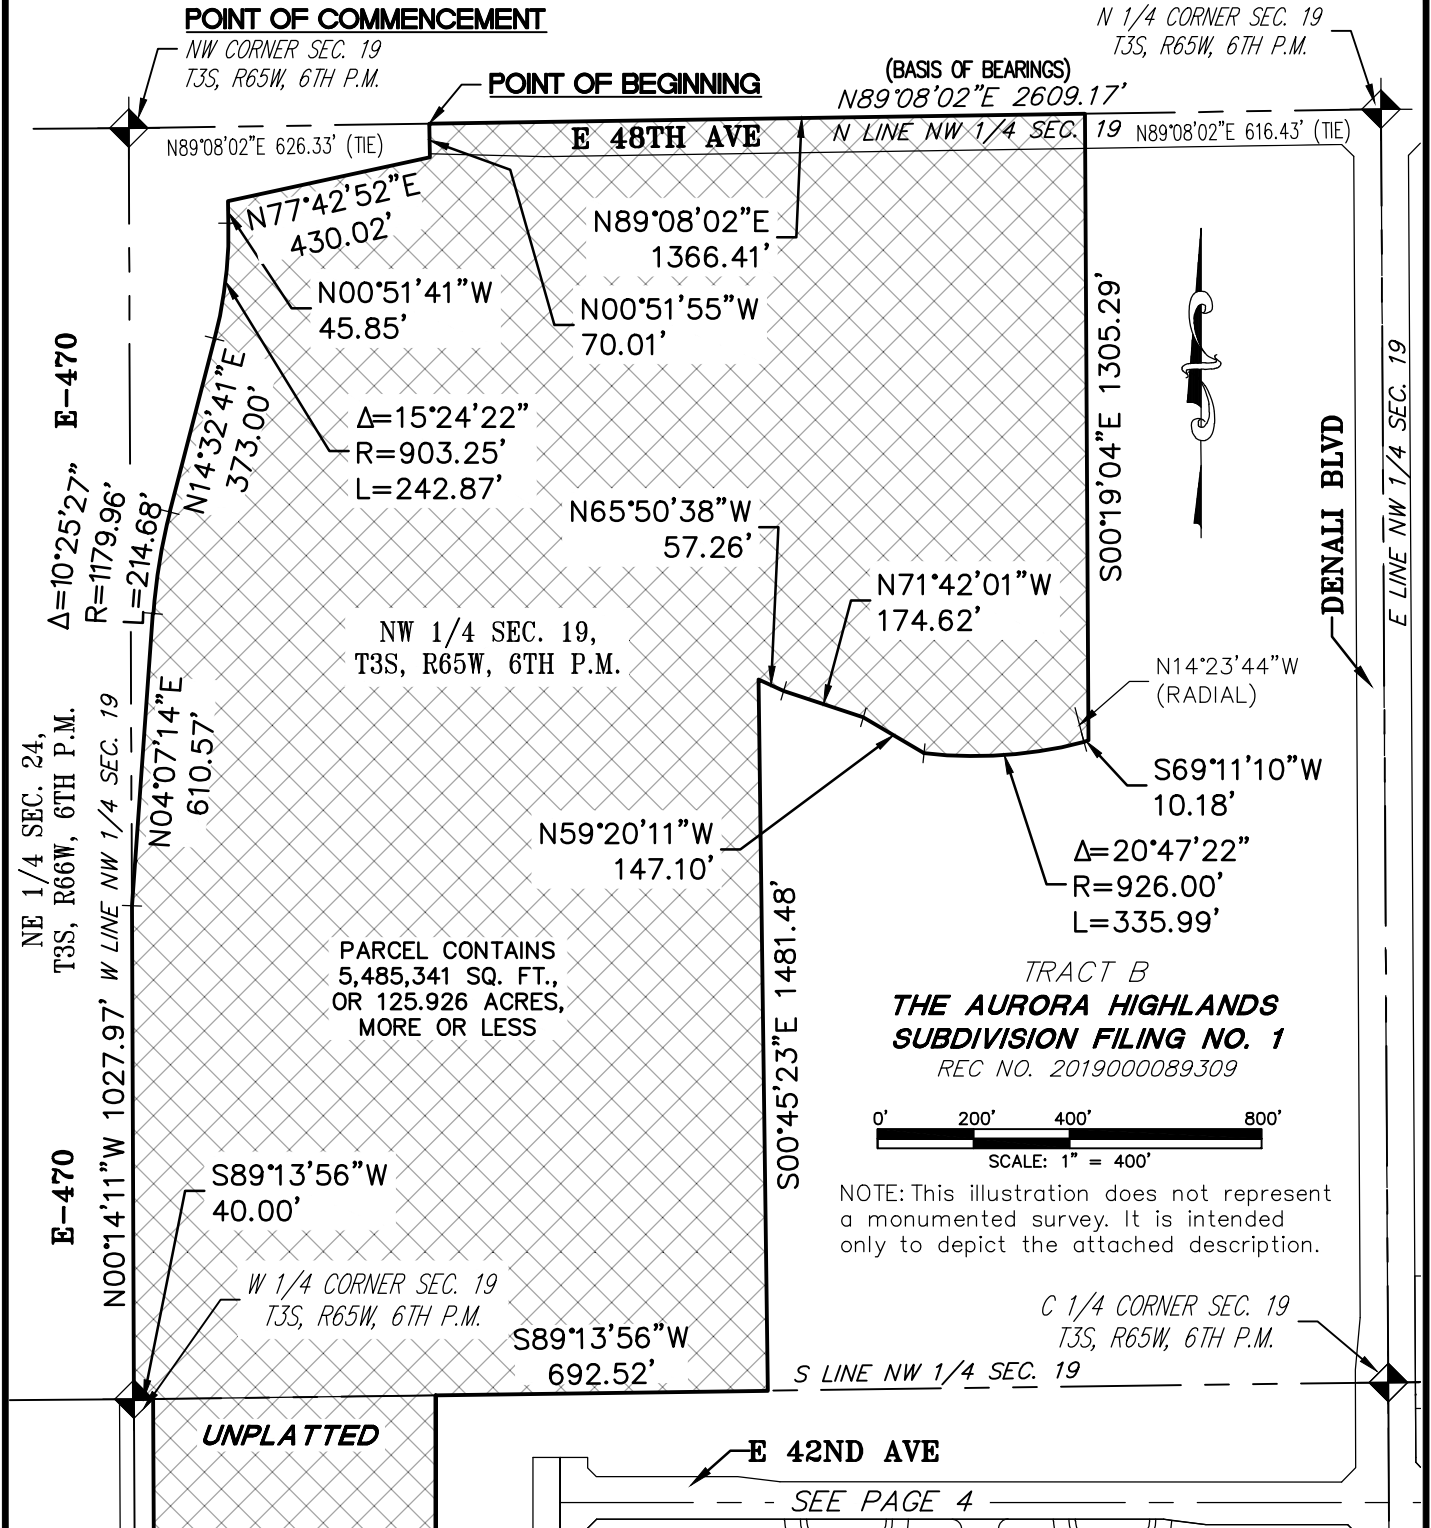 POINT OF COMMENCEMENT
NW CORNER SEC. 19
T3S, R65W, 6TH P.M.
N 1/4 CORNER SEC. 19
T3S, R65W, 6TH P.M.
POINT OF BEGINNING
(BASIS OF BEARINGS)
N89°08'02"E 2609.17'
N89°08'02"E 626.33' (TIE)
E 48TH AVE
N LINE NW 1/4 SEC. 19
N89°08'02"E 616.43' (TIE)
N77°42'52"E
430.02'
N89°08'02"E
1366.41'
N00°51'41"W
45.85'
N00°51'55"W
70.01'
S00°19'04"E 1305.29'
E-470
N14°32'41"E
373.00'
Δ=15°24'22"
R=903.25'
L=242.87'
E LINE NW 1/4 SEC. 19
DENALI BLVD
Δ=10°25'27"
R=1179.96'
L=214.68'
N65°50'38"W
57.26'
N71°42'01"W
174.62'
NW 1/4 SEC. 19,
T3S, R65W, 6TH P.M.
N14°23'44"W
(RADIAL)
NE 1/4 SEC. 24,
T3S, R66W, 6TH P.M.
W LINE NW 1/4 SEC. 19
N04°07'14"E
610.57'
S69°11'10"W
10.18'
N59°20'11"W
147.10'
Δ=20°47'22"
R=926.00'
L=335.99'
PARCEL CONTAINS
5,485,341 SQ. FT.,
OR 125.926 ACRES,
MORE OR LESS
S00°45'23"E 1481.48'
TRACT B
THE AURORA HIGHLANDS
SUBDIVISION FILING NO. 1
REC NO. 2019000089309
N00°14'11"W 1027.97'
0' 200' 400' 800'
SCALE: 1" = 400'
E-470
S89°13'56"W
40.00'
NOTE: This illustration does not represent
a monumented survey. It is intended
only to depict the attached description.
W 1/4 CORNER SEC. 19
T3S, R65W, 6TH P.M.
C 1/4 CORNER SEC. 19
T3S, R65W, 6TH P.M.
S89°13'56"W
692.52'
S LINE NW 1/4 SEC. 19
UNPLATTED
E 42ND AVE
SEE PAGE 4